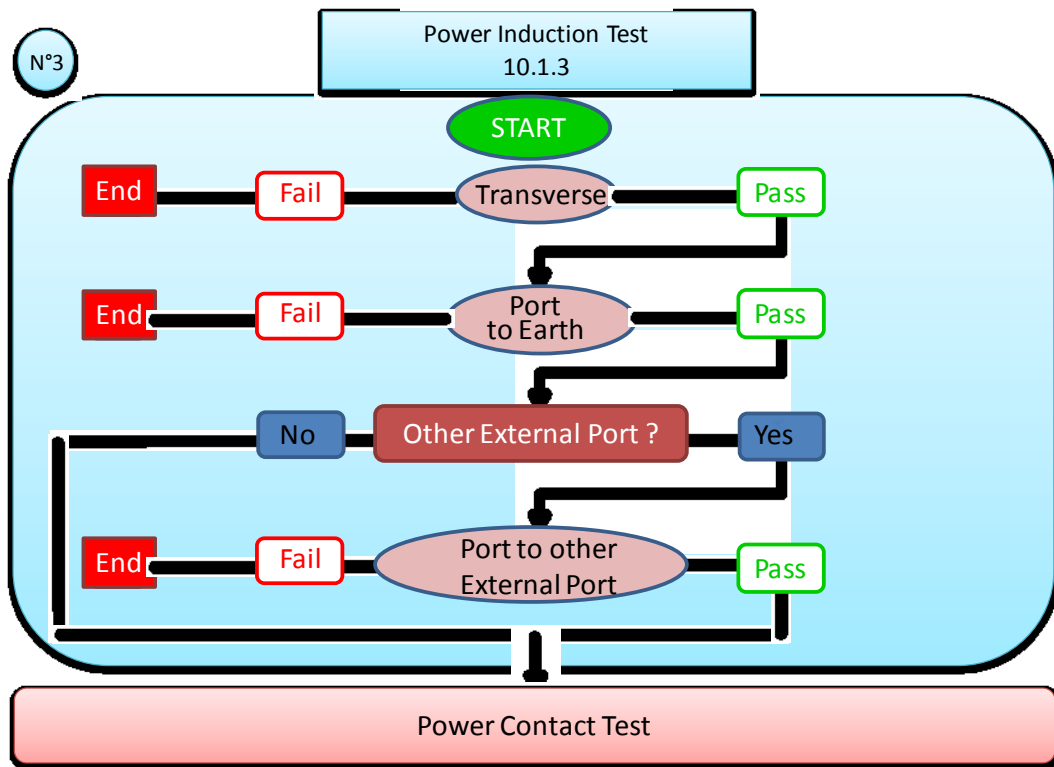 N°3
Power Induction Test
10.1.3
START
End
Fail
Transverse
Pass
End
Fail
Port
to Earth
Pass
No
Other External Port ?
Yes
End
Fail
Port to other
External Port
Pass
Power Contact Test